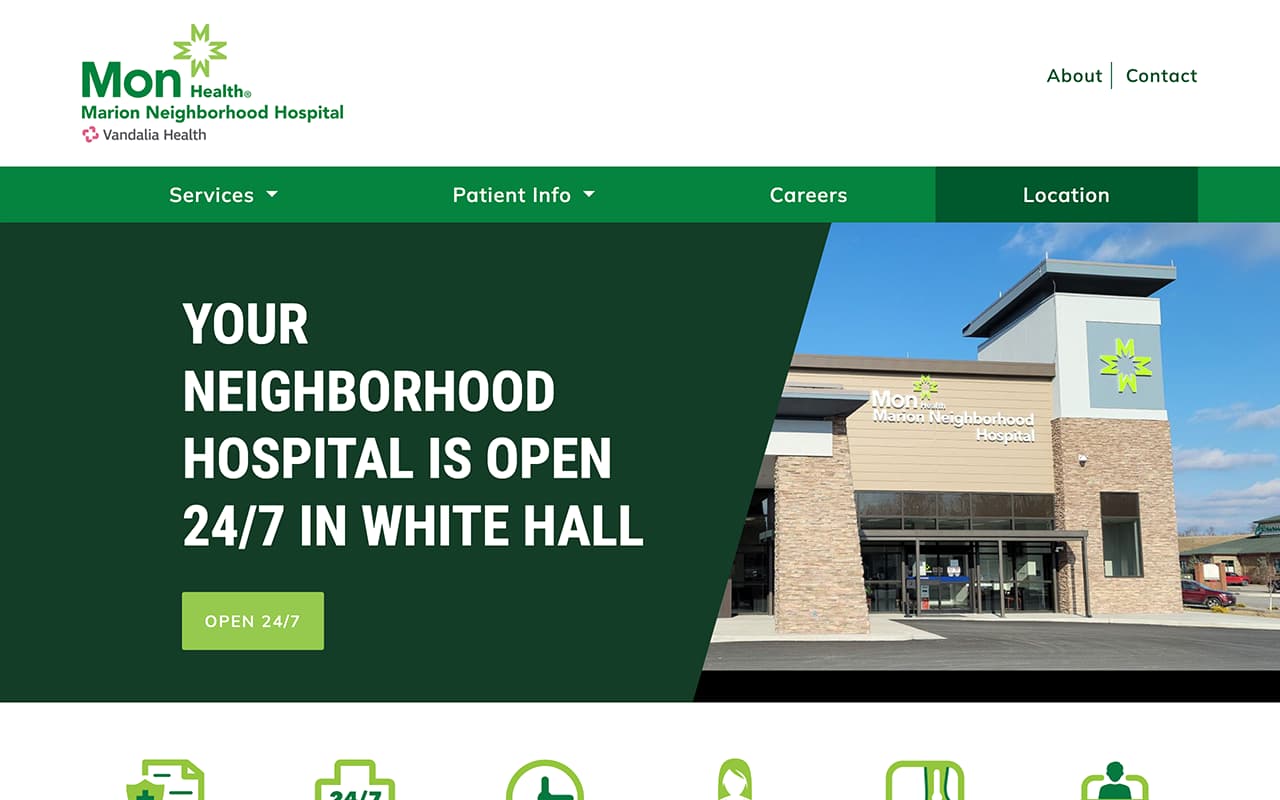 Mon Health®
Marion Neighborhood Hospital
Vandalia Health
About
Contact
Services
Patient Info
Careers
Location
YOUR
NEIGHBORHOOD
HOSPITAL IS OPEN
24/7 IN WHITE HALL
OPEN 24/7
Mon Health
Marion Neighborhood
Hospital
24/7